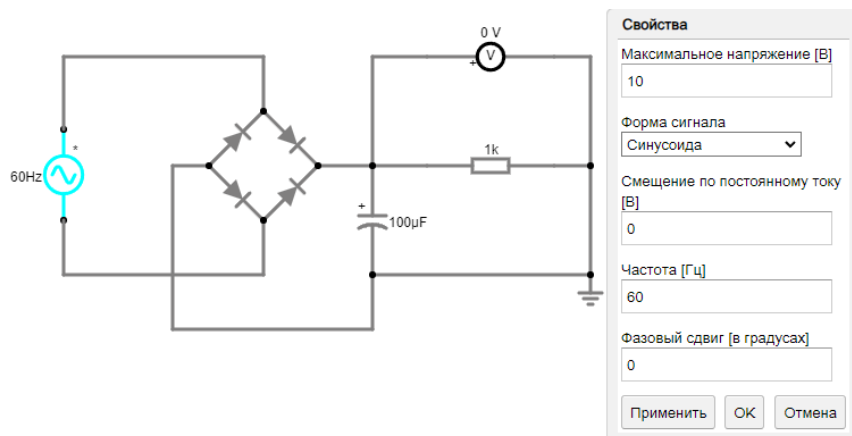 0 V
+
V
*
60Hz
1k
+
100µF
Свойства
Максимальное напряжение [В]
10
Форма сигнала
Синусоида
Смещение по постоянному току
[В]
0
Частота [Гц]
60
Фазовый сдвиг [в градусах]
0
Применить
OK
Отмена